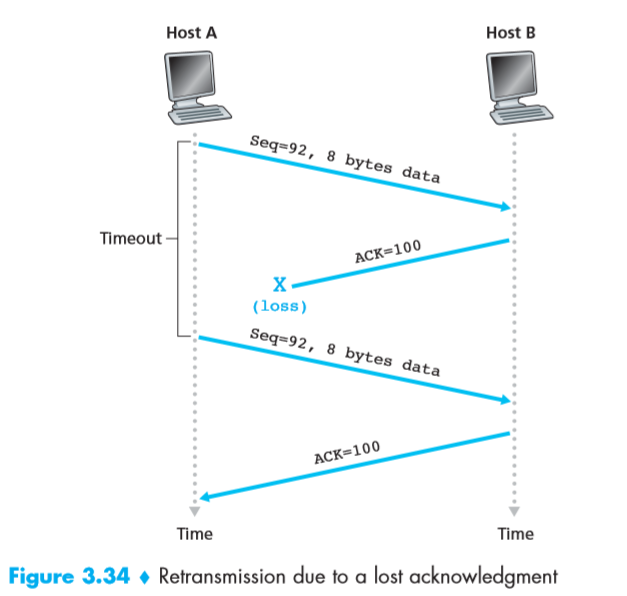 Host A
Host B
Seq=92, 8 bytes data
Timeout
ACK=100
X
(loss)
Seq=92, 8 bytes data
ACK=100
Time
Time
Figure 3.34 ♦ Retransmission due to a lost acknowledgment